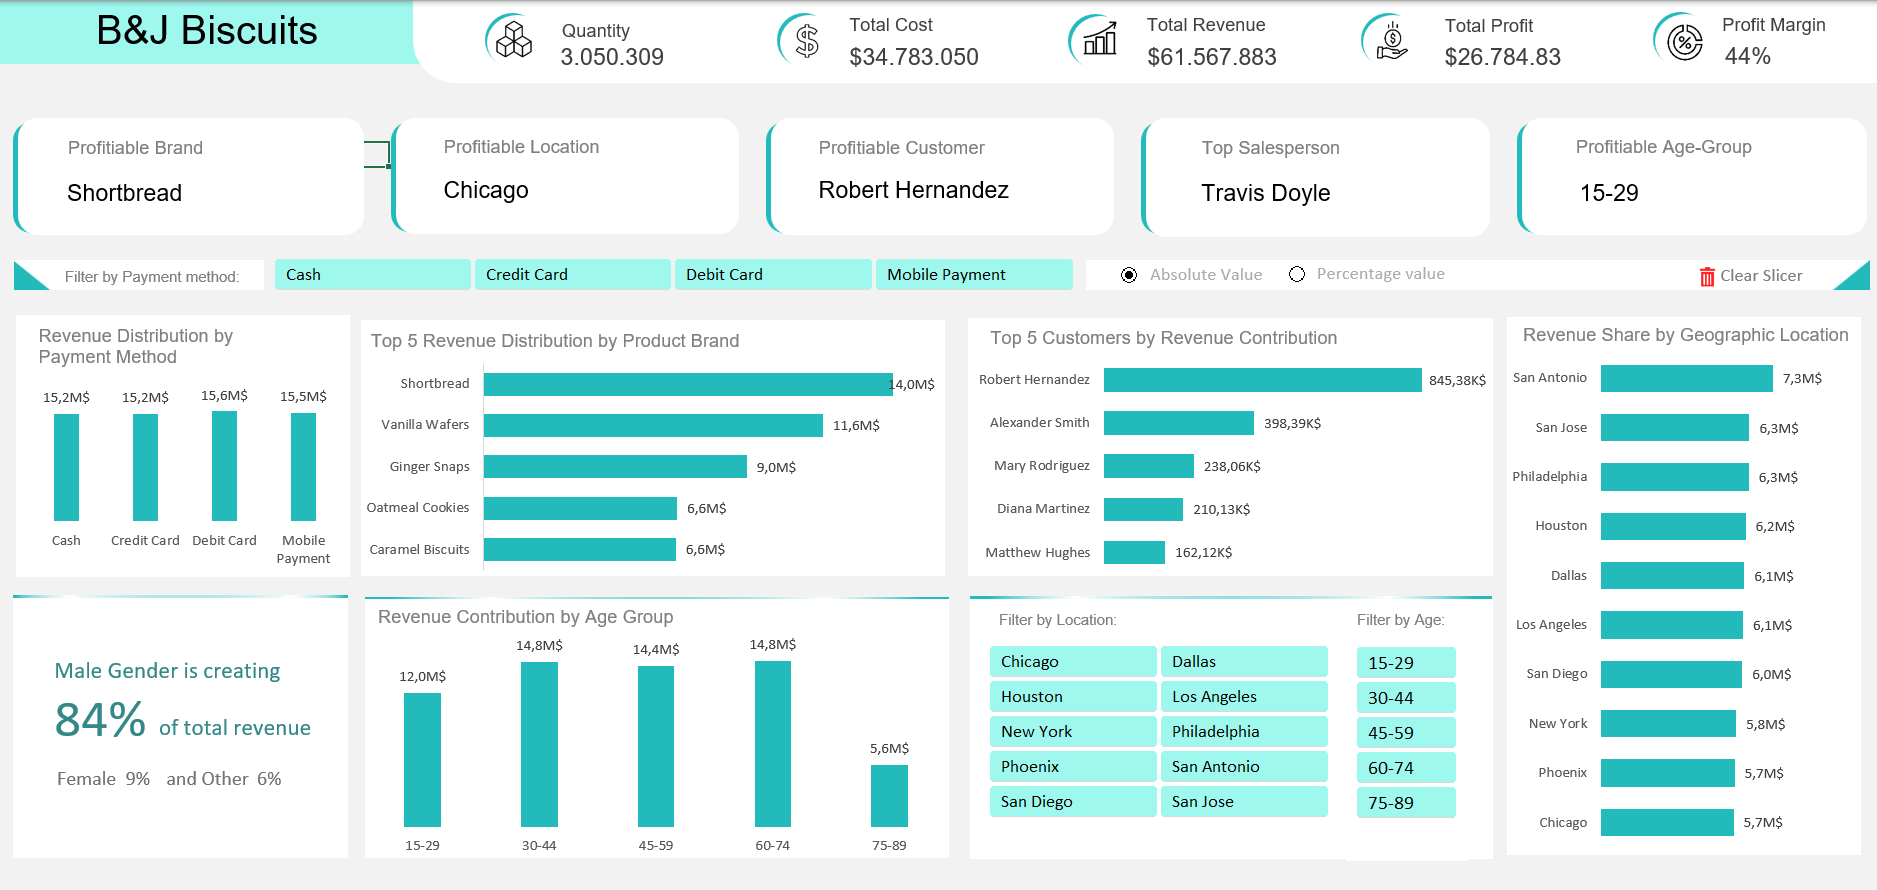 B&J Biscuits
Quantity
3.050.309
Total Cost
$34.783.050
Total Revenue
$61.567.883
Total Profit
$26.784.83
Profit Margin
44%
Profitiable Brand
Shortbread
Profitiable Location
Chicago
Profitiable Customer
Robert Hernandez
Top Salesperson
Travis Doyle
Profitiable Age-Group
15-29
Filter by Payment method:
Cash
Credit Card
Debit Card
Mobile Payment
Absolute Value
Percentage value
Clear Slicer
Revenue Distribution by
Payment Method
15,2M$ 15,2M$ 15,6M$ 15,5M$
Cash Credit Card Debit Card Mobile
Payment
Top 5 Revenue Distribution by Product Brand
Shortbread 14,0M$
Vanilla Wafers 11,6M$
Ginger Snaps 9,0M$
Oatmeal Cookies 6,6M$
Caramel Biscuits 6,6M$
Top 5 Customers by Revenue Contribution
Robert Hernandez 845,38K$
Alexander Smith 398,39K$
Mary Rodriguez 238,06K$
Diana Martinez 210,13K$
Matthew Hughes 162,12K$
Revenue Share by Geographic Location
San Antonio 7,3M$
San Jose 6,3M$
Philadelphia 6,3M$
Houston 6,2M$
Dallas 6,1M$
Los Angeles 6,1M$
San Diego 6,0M$
New York 5,8M$
Phoenix 5,7M$
Chicago 5,7M$
Male Gender is creating
84% of total revenue
Female 9% and Other 6%
Revenue Contribution by Age Group
12,0M$ 14,8M$ 14,4M$ 14,8M$ 5,6M$
15-29 30-44 45-59 60-74 75-89
Filter by Location:
Chicago Dallas
Houston Los Angeles
New York Philadelphia
Phoenix San Antonio
San Diego San Jose
Filter by Age:
15-29
30-44
45-59
60-74
75-89